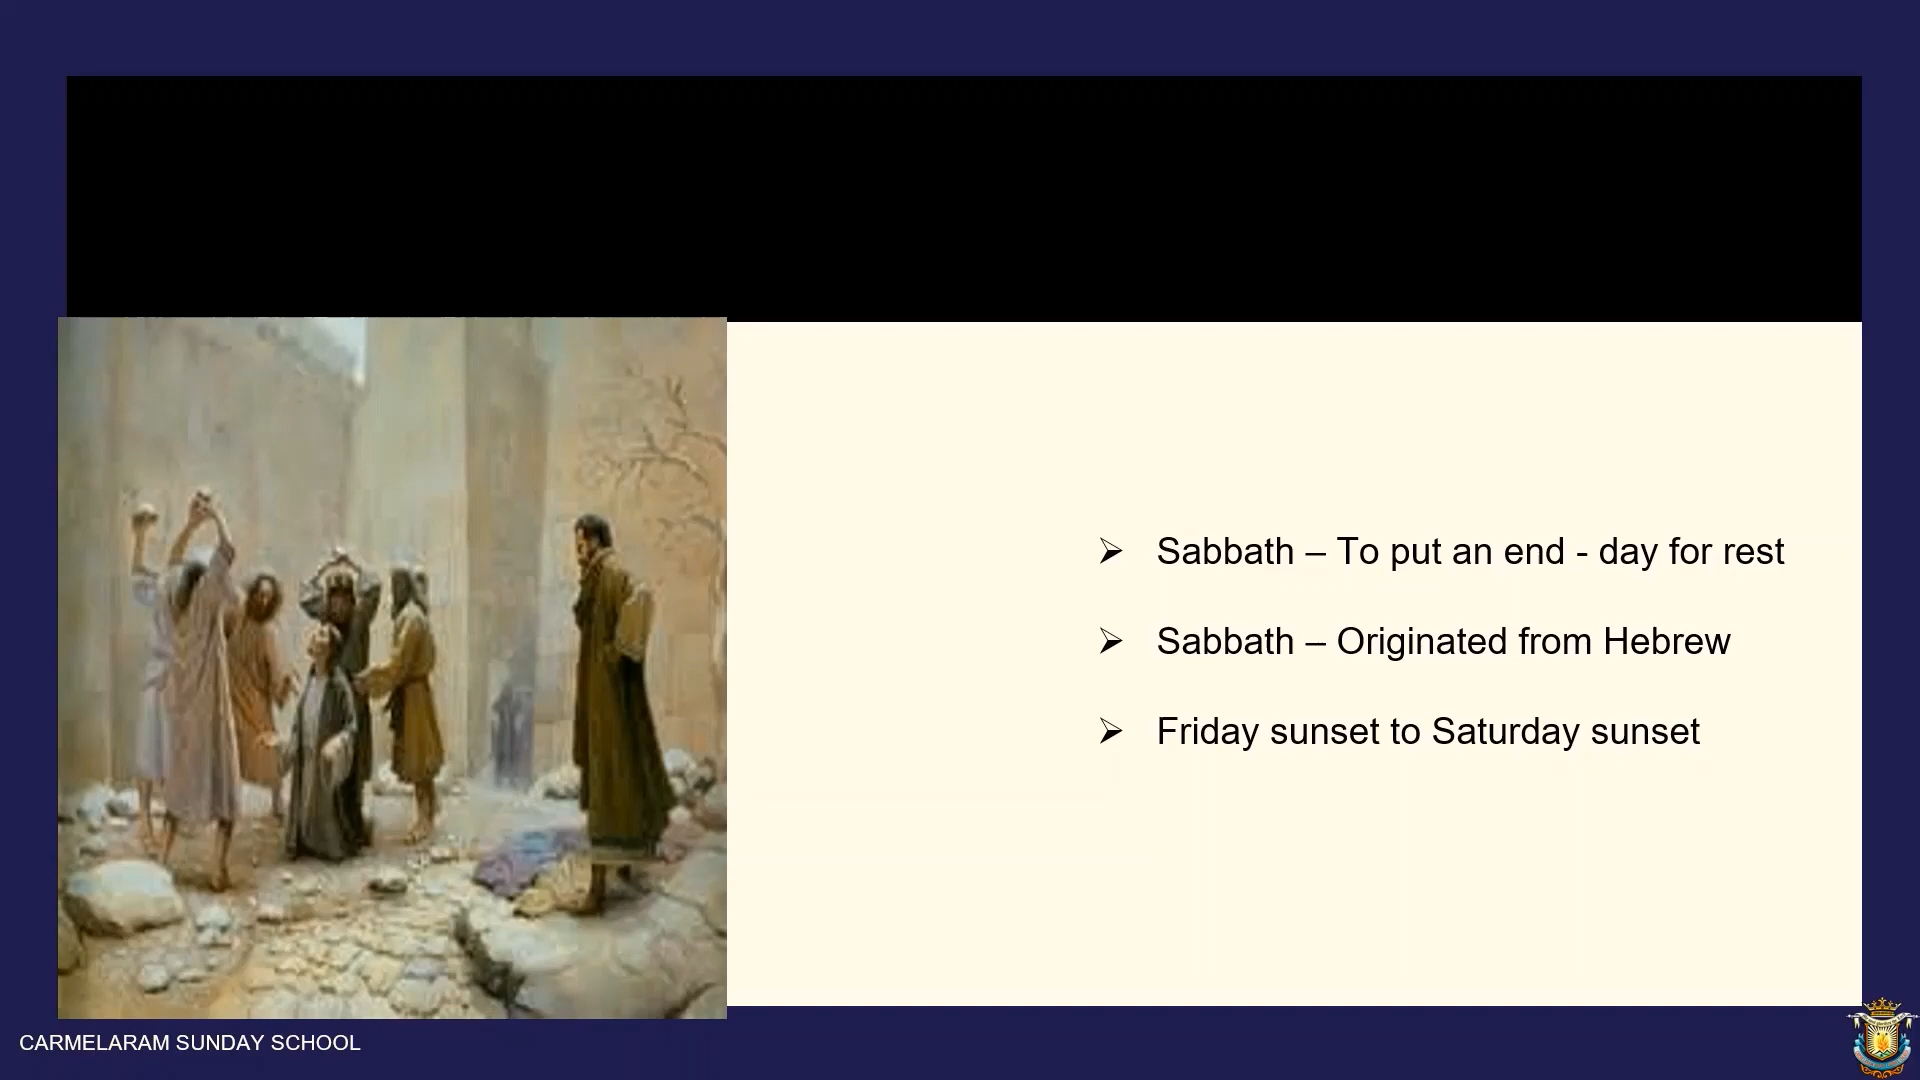 ➢ Sabbath – To put an end - day for rest
➢ Sabbath – Originated from Hebrew
➢ Friday sunset to Saturday sunset
CARMELARAM SUNDAY SCHOOL